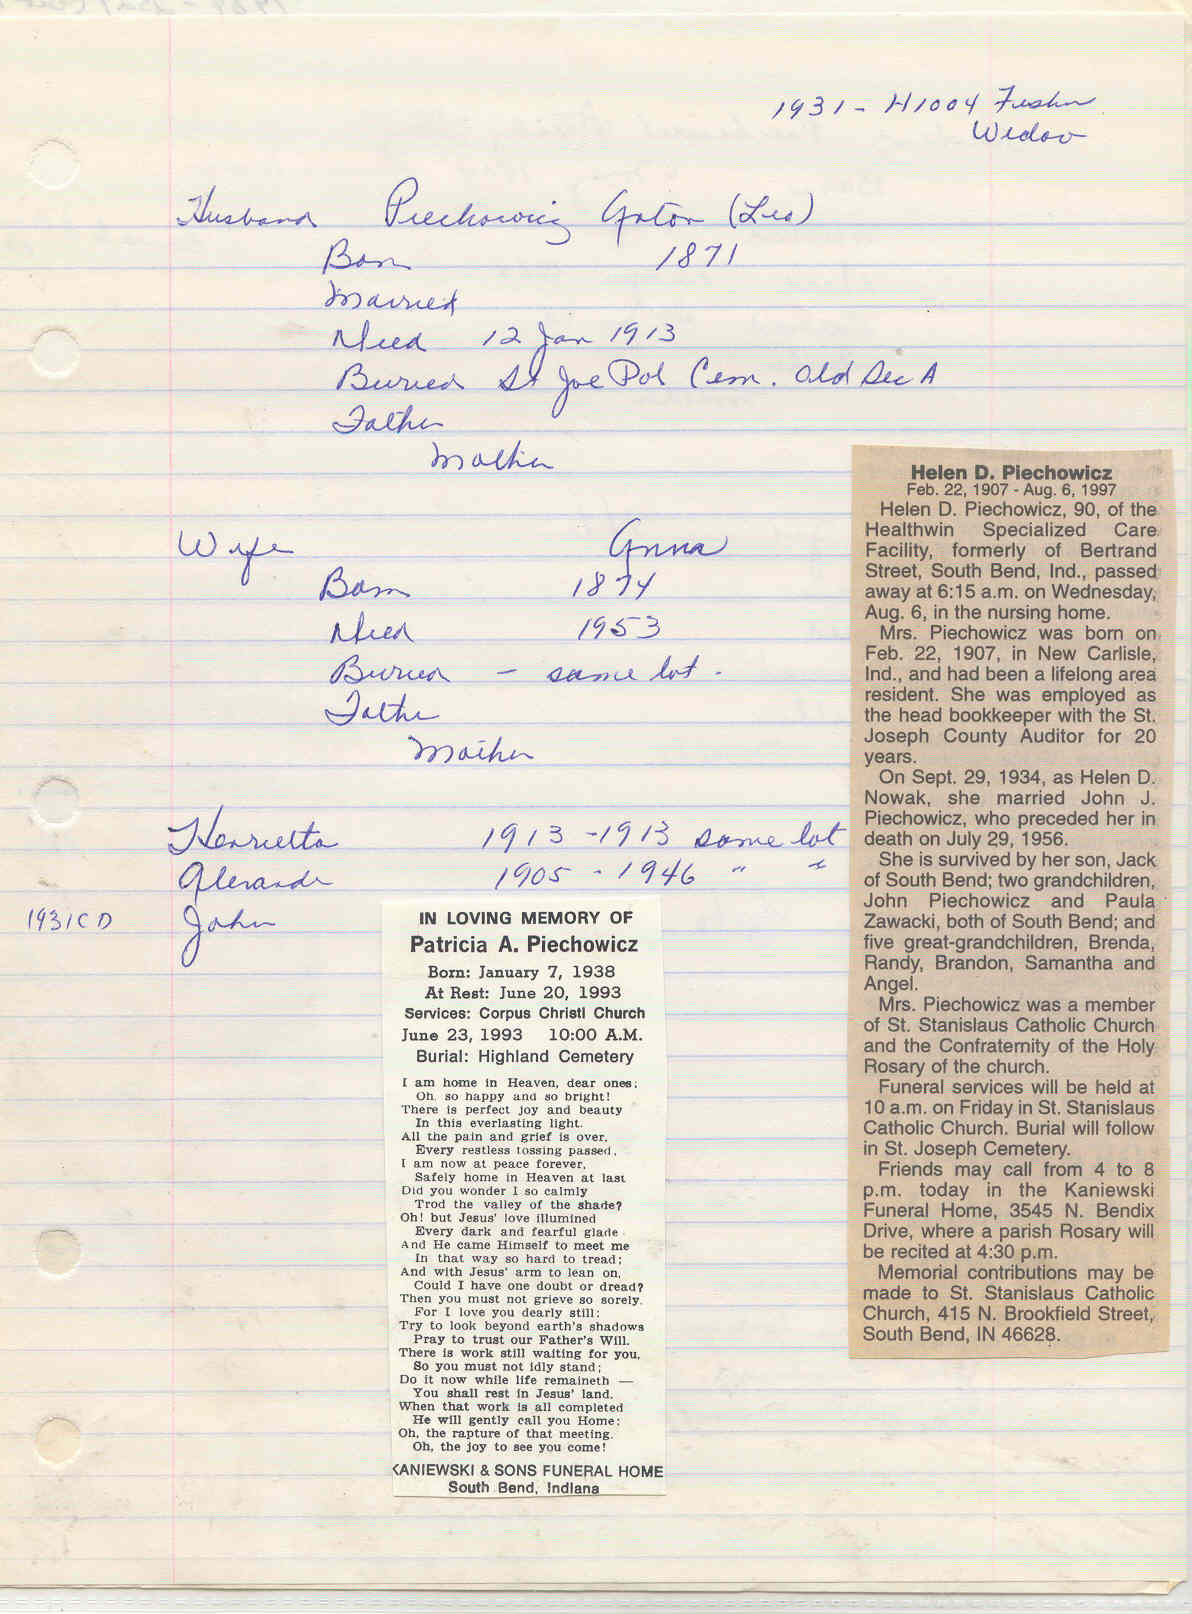 1931 - H1004 Fisher
Widow
Husband Piechowicz Anton (Leo)
Born 1871
Married
Died 12 Jan 1913
Buried St Joe Pol Cem. Old Sec A
Father
Mother
Wife Anna
Born 1874
Died 1953
Buried - same lot.
Father
Mother
Henrietta 1913 - 1913 same lot
Alexander 1905 - 1946 " "
1931 CD John
IN LOVING MEMORY OF
Patricia A. Piechowicz
Born: January 7, 1938
At Rest: June 20, 1993
Services: Corpus Christi Church
June 23, 1993 10:00 A.M.
Burial: Highland Cemetery
I am home in Heaven, dear ones;
Oh, so happy and so bright!
There is perfect joy and beauty
In this everlasting light.
All the pain and grief is over,
Every restless tossing passed,
I am now at peace forever,
Safely home in Heaven at last
Did you wonder I so calmly
Trod the valley of the shade?
Oh! but Jesus' love illumined
Every dark and fearful glade
And He came Himself to meet me
In that way so hard to tread;
And with Jesus' arm to lean on,
Could I have one doubt or dread?
Then you must not grieve so sorely.
For I love you dearly still;
Try to look beyond earth's shadows
Pray to trust our Father's Will.
There is work still waiting for you,
So you must not idly stand;
Do it now while life remaineth —
You shall rest in Jesus' land.
When that work is all completed
He will gently call you Home;
Oh, the rapture of that meeting.
Oh, the joy to see you come!
KANIEWSKI & SONS FUNERAL HOME
South Bend, Indiana
Helen D. Piechowicz
Feb. 22, 1907 - Aug. 6, 1997
Helen D. Piechowicz, 90, of the
Healthwin Specialized Care
Facility, formerly of Bertrand
Street, South Bend, Ind., passed
away at 6:15 a.m. on Wednesday,
Aug. 6, in the nursing home.
Mrs. Piechowicz was born on
Feb. 22, 1907, in New Carlisle,
Ind., and had been a lifelong area
resident. She was employed as
the head bookkeeper with the St.
Joseph County Auditor for 20
years.
On Sept. 29, 1934, as Helen D.
Nowak, she married John J.
Piechowicz, who preceded her in
death on July 29, 1956.
She is survived by her son, Jack
of South Bend; two grandchildren,
John Piechowicz and Paula
Zawacki, both of South Bend; and
five great-grandchildren, Brenda,
Randy, Brandon, Samantha and
Angel.
Mrs. Piechowicz was a member
of St. Stanislaus Catholic Church
and the Confraternity of the Holy
Rosary of the church.
Funeral services will be held at
10 a.m. on Friday in St. Stanislaus
Catholic Church. Burial will follow
in St. Joseph Cemetery.
Friends may call from 4 to 8
p.m. today in the Kaniewski
Funeral Home, 3545 N. Bendix
Drive, where a parish Rosary will
be recited at 4:30 p.m.
Memorial contributions may be
made to St. Stanislaus Catholic
Church, 415 N. Brookfield Street,
South Bend, IN 46628.